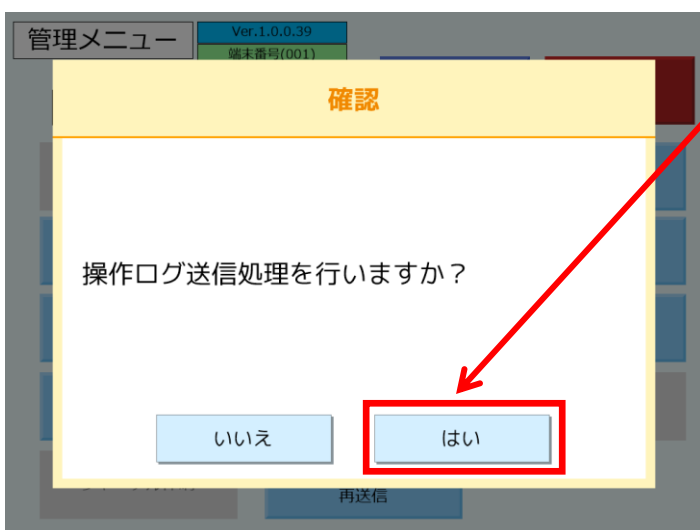 管理メニュー
Ver.1.0.0.39
端末番号(001)
確認
操作ログ送信処理を行いますか？
いいえ
はい
再送信